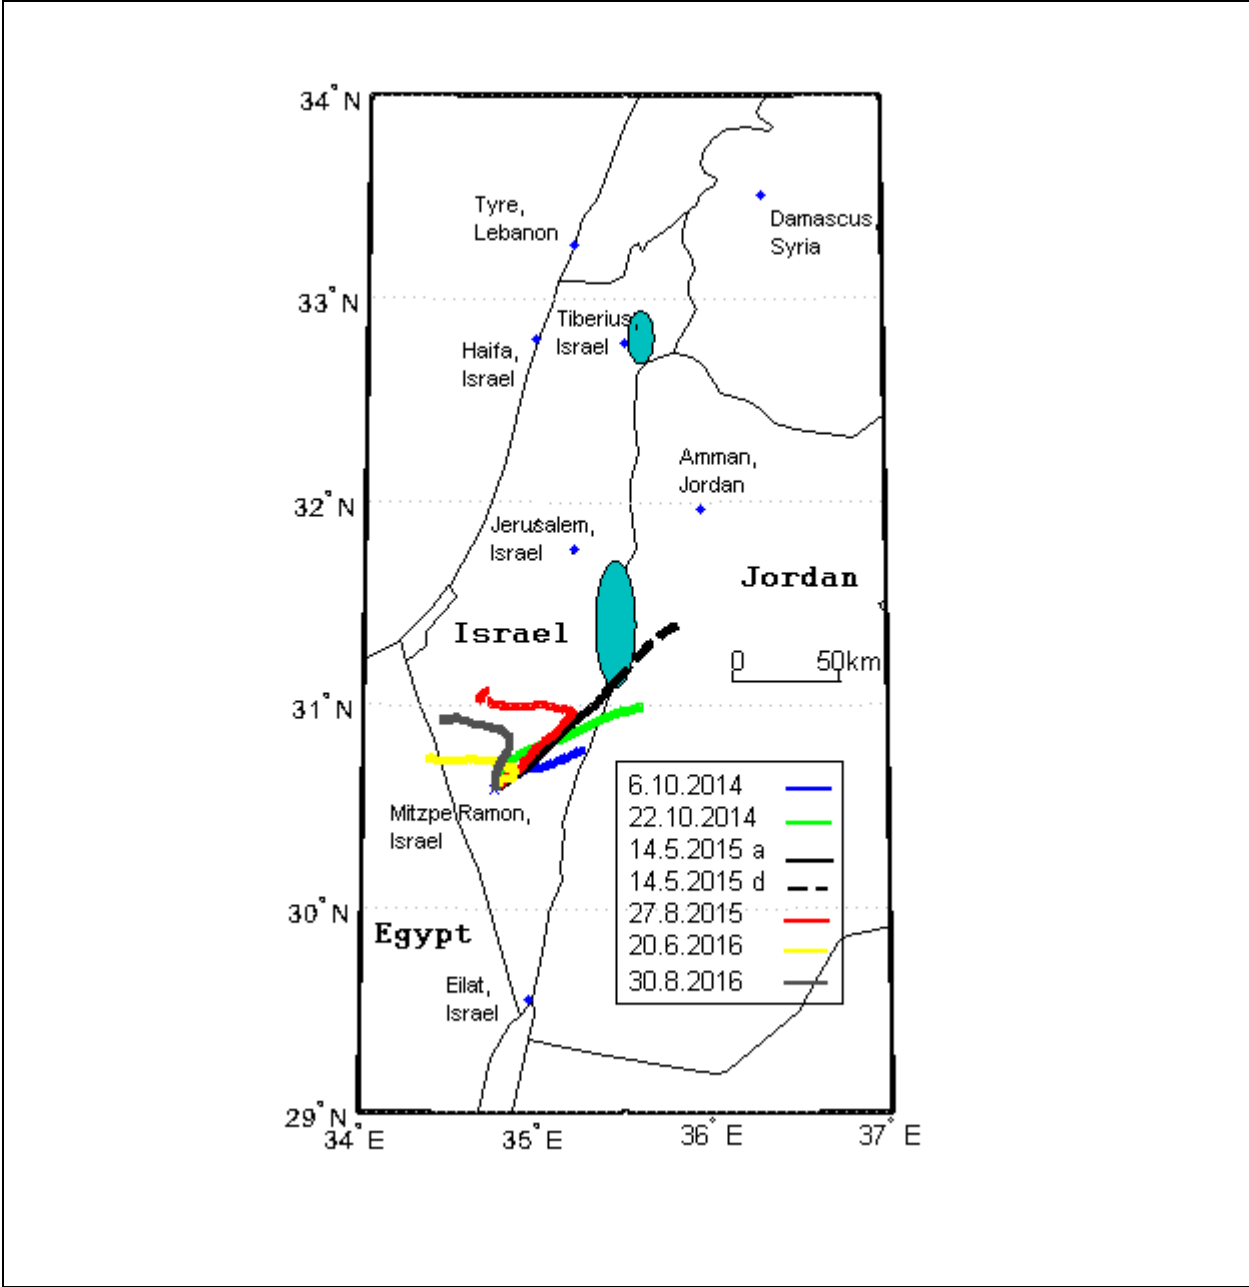 34°N
Tyre,
Lebanon
Damascus,
Syria
33°N
Tiberius,
Israel
Haifa,
Israel
Amman,
Jordan
32°N
Jerusalem,
Israel
Jordan
Israel
0 50km
31°N
6.10.2014
22.10.2014
14.5.2015 a
14.5.2015 d
27.8.2015
20.6.2016
30.8.2016
Mitzpe Ramon,
Israel
30°N
Egypt
Eilat,
Israel
29°N
34°E 35°E 36°E 37°E